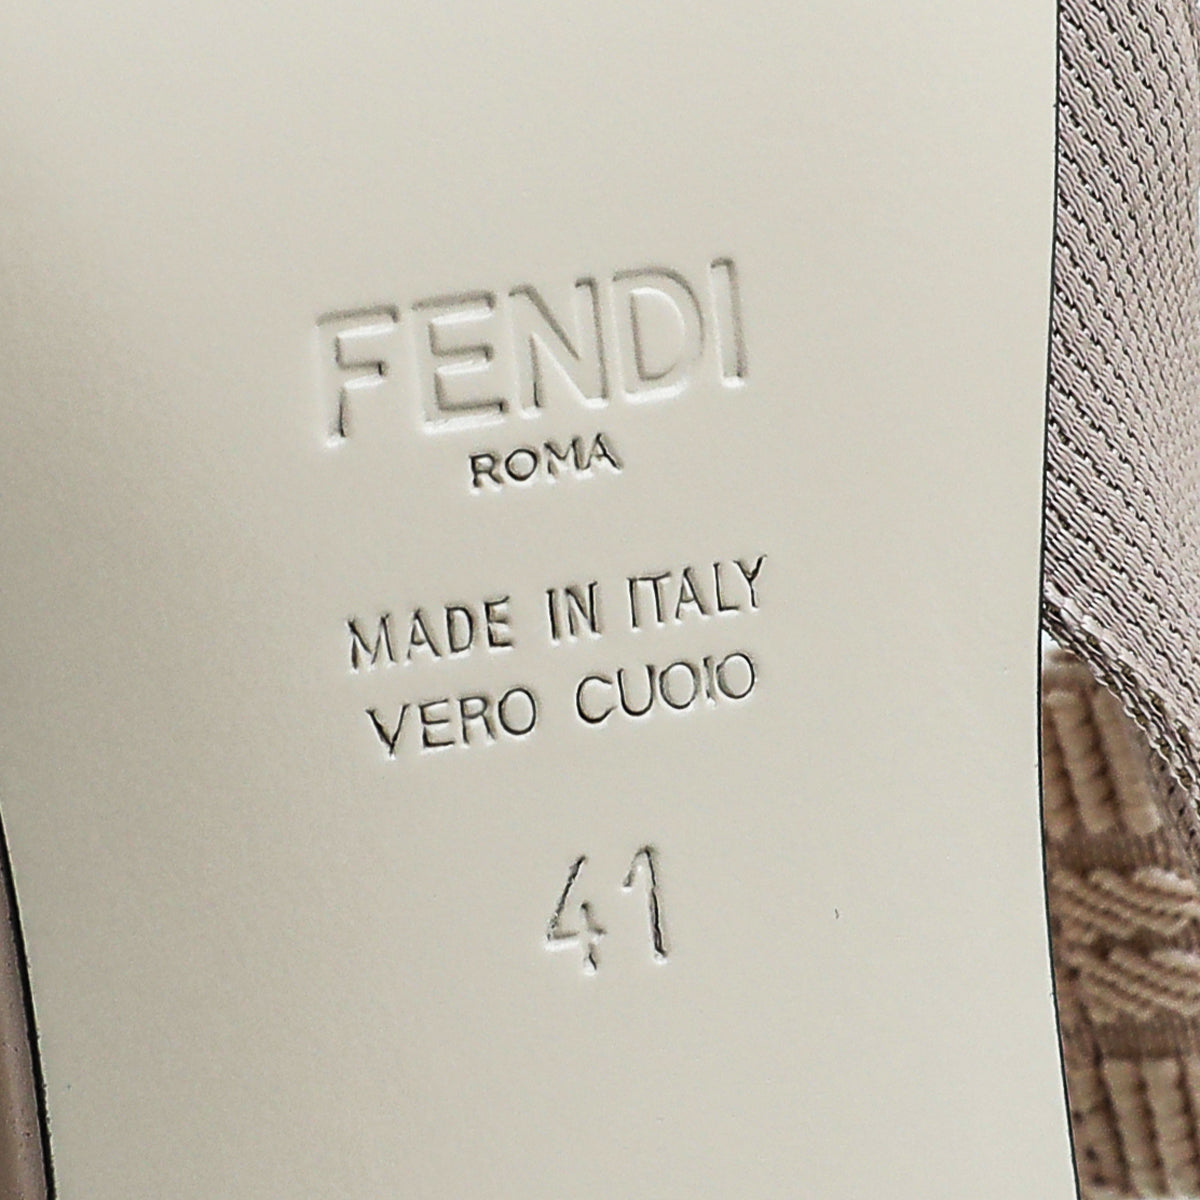 FENDI
ROMA
MADE IN ITALY
VERO CUOIO
41